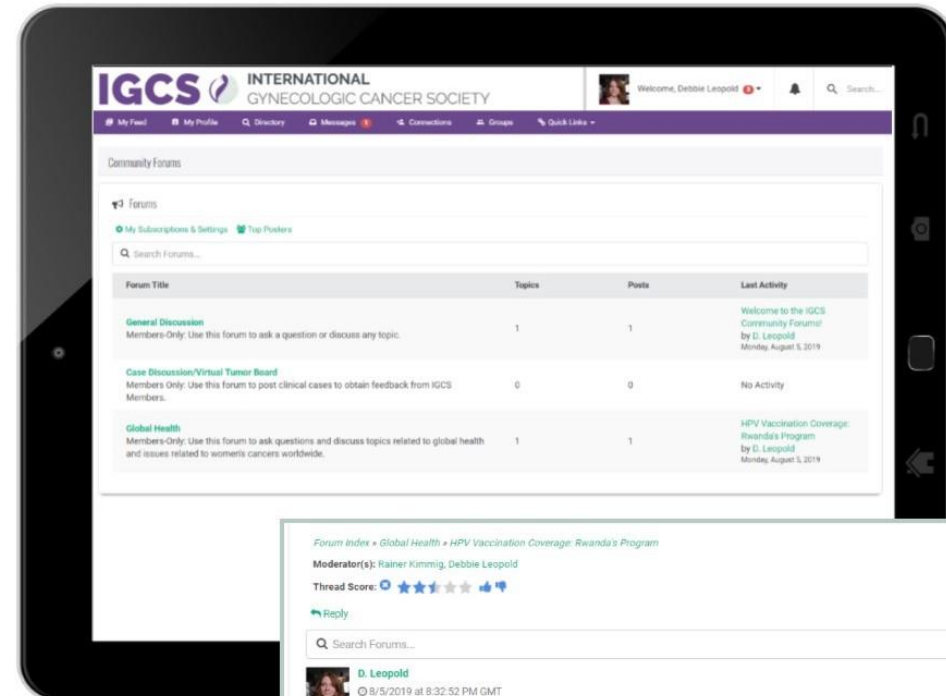 IGCS INTERNATIONAL
GYNECOLOGIC CANCER SOCIETY
Welcome, Debbie Leopold
Search...
My Feed My Profile Directory Messages 1 Connections Groups Quick Links
Community Forums
Forums
My Subscriptions & Settings Top Posters
Search Forums...
Forum Title Topics Posts Last Activity
General Discussion
Members-Only: Use this forum to ask a question or discuss any topic.
1 1
Welcome to the IGCS
Community Forums!
by D. Leopold
Monday, August 5, 2019
Case Discussion/Virtual Tumor Board
Members Only: Use this forum to post clinical cases to obtain feedback from IGCS
Members.
0 0 No Activity
Global Health
Members-Only: Use this forum to ask questions and discuss topics related to global health
and issues related to women's cancers worldwide.
1 1
HPV Vaccination Coverage:
Rwanda's Program
by D. Leopold
Monday, August 5, 2019
Forum Index » Global Health » HPV Vaccination Coverage: Rwanda's Program
Moderator(s): Rainer Kimmig, Debbie Leopold
Thread Score:
Reply
Search Forums...
D. Leopold
8/5/2019 at 8:32:52 PM GMT